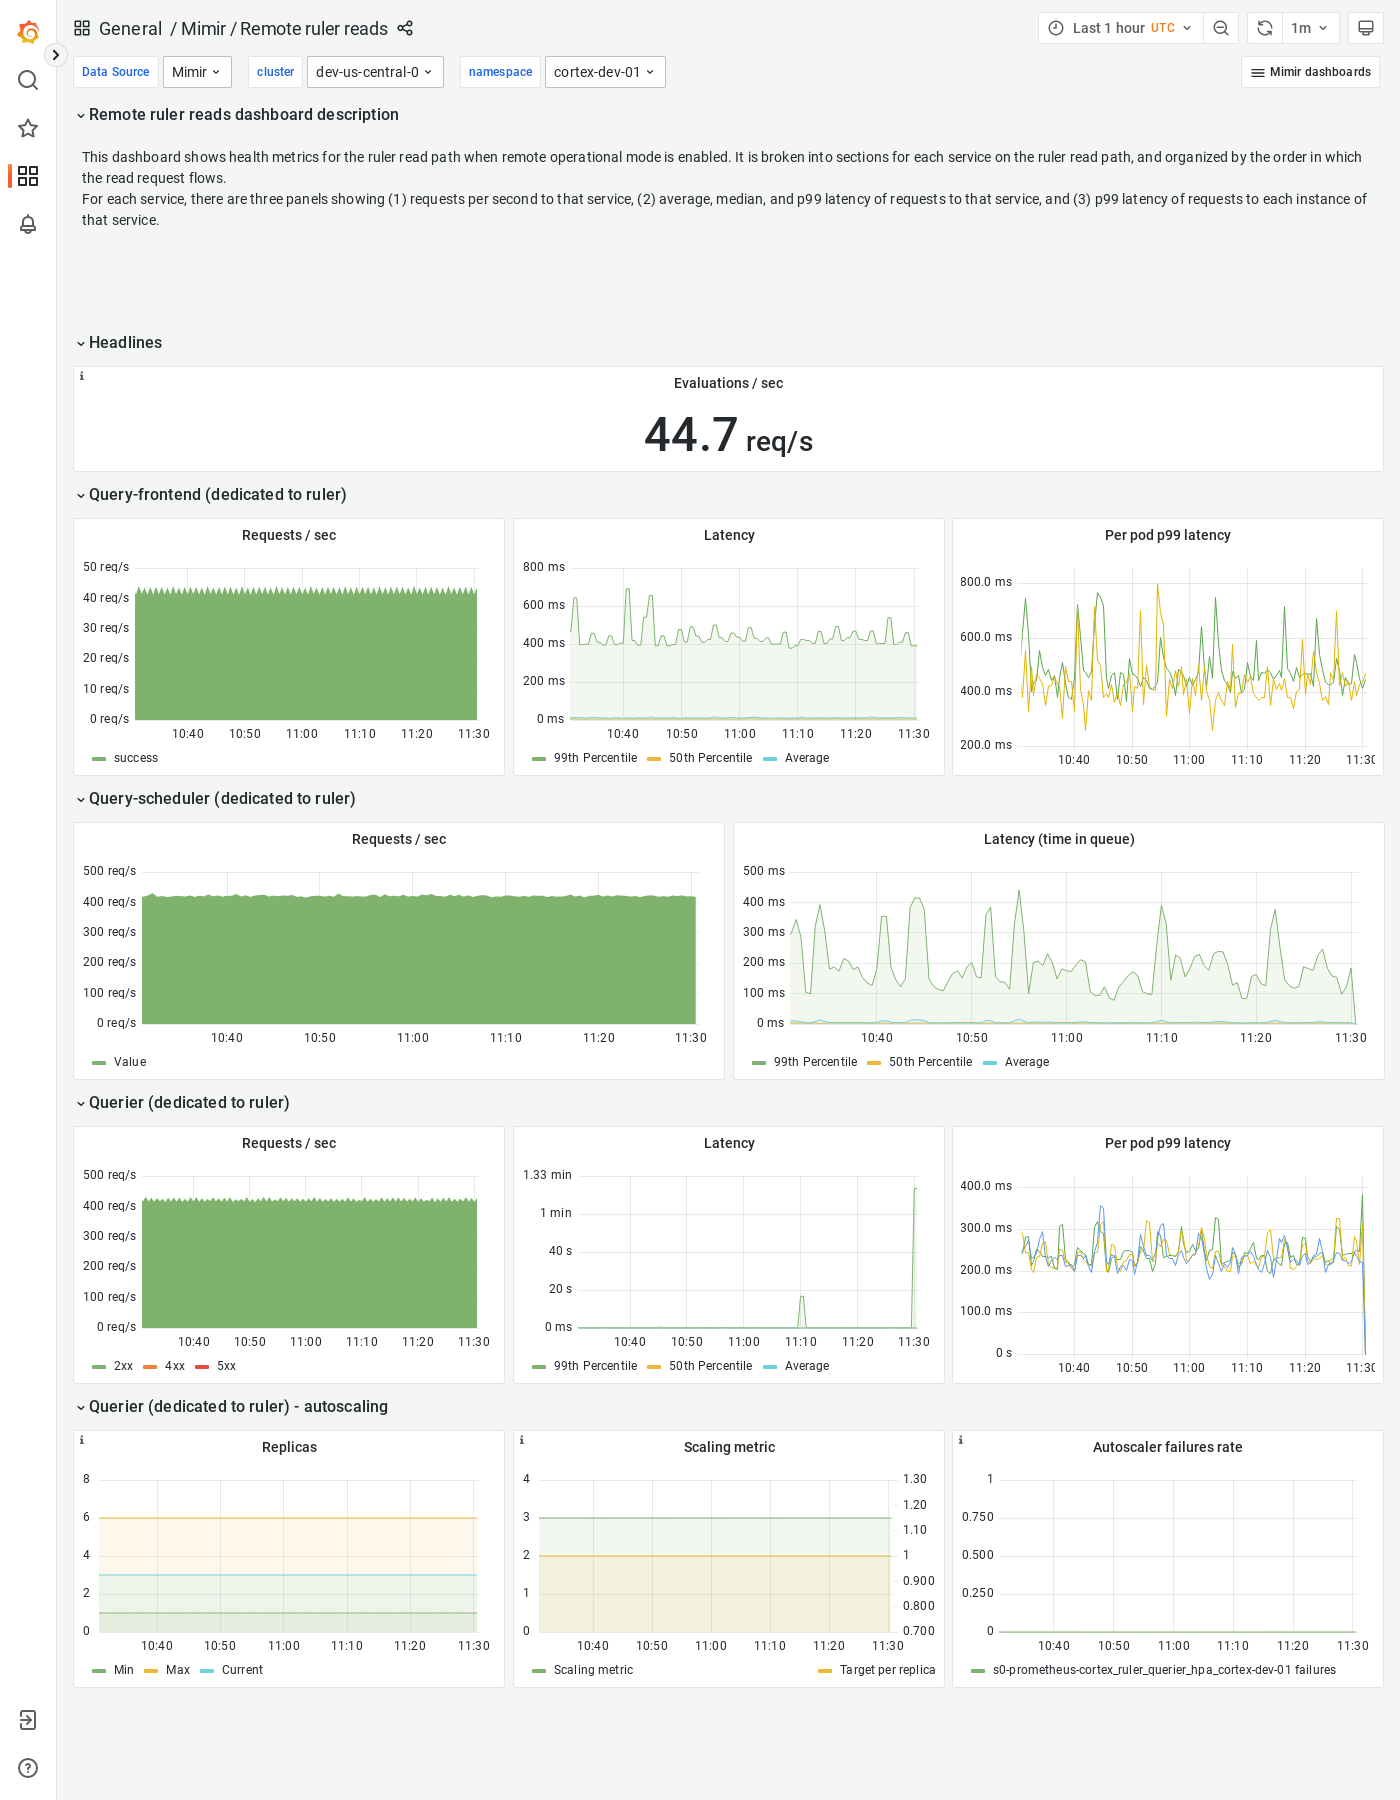 General / Mimir / Remote ruler reads
Last 1 hour UTC
1m
Data Source Mimir cluster dev-us-central-0 namespace cortex-dev-01
Mimir dashboards
Remote ruler reads dashboard description
This dashboard shows health metrics for the ruler read path when remote operational mode is enabled. It is broken into sections for each service on the ruler read path, and organized by the order in which
the read request flows.
For each service, there are three panels showing (1) requests per second to that service, (2) average, median, and p99 latency of requests to that service, and (3) p99 latency of requests to each instance of
that service.
Headlines
Evaluations / sec
44.7 req/s
Query-frontend (dedicated to ruler)
Requests / sec
50 req/s
40 req/s
30 req/s
20 req/s
10 req/s
0 req/s
10:40 10:50 11:00 11:10 11:20 11:30
success
Latency
800 ms
600 ms
400 ms
200 ms
0 ms
10:40 10:50 11:00 11:10 11:20 11:30
99th Percentile 50th Percentile Average
Per pod p99 latency
800.0 ms
600.0 ms
400.0 ms
200.0 ms
10:40 10:50 11:00 11:10 11:20 11:30
Query-scheduler (dedicated to ruler)
Requests / sec
500 req/s
400 req/s
300 req/s
200 req/s
100 req/s
0 req/s
10:40 10:50 11:00 11:10 11:20 11:30
Value
Latency (time in queue)
500 ms
400 ms
300 ms
200 ms
100 ms
0 ms
10:40 10:50 11:00 11:10 11:20 11:30
99th Percentile 50th Percentile Average
Querier (dedicated to ruler)
Requests / sec
500 req/s
400 req/s
300 req/s
200 req/s
100 req/s
0 req/s
10:40 10:50 11:00 11:10 11:20 11:30
2xx 4xx 5xx
Latency
1.33 min
1 min
40 s
20 s
0 ms
10:40 10:50 11:00 11:10 11:20 11:30
99th Percentile 50th Percentile Average
Per pod p99 latency
400.0 ms
300.0 ms
200.0 ms
100.0 ms
0 s
10:40 10:50 11:00 11:10 11:20 11:30
Querier (dedicated to ruler) - autoscaling
Replicas
8
6
4
2
0
10:40 10:50 11:00 11:10 11:20 11:30
Min Max Current
Scaling metric
4
3
2
1
0
1.30
1.20
1.10
1
0.900
0.800
0.700
10:40 10:50 11:00 11:10 11:20 11:30
Scaling metric Target per replica
Autoscaler failures rate
1
0.750
0.500
0.250
0
10:40 10:50 11:00 11:10 11:20 11:30
s0-prometheus-cortex_ruler_querier_hpa_cortex-dev-01 failures